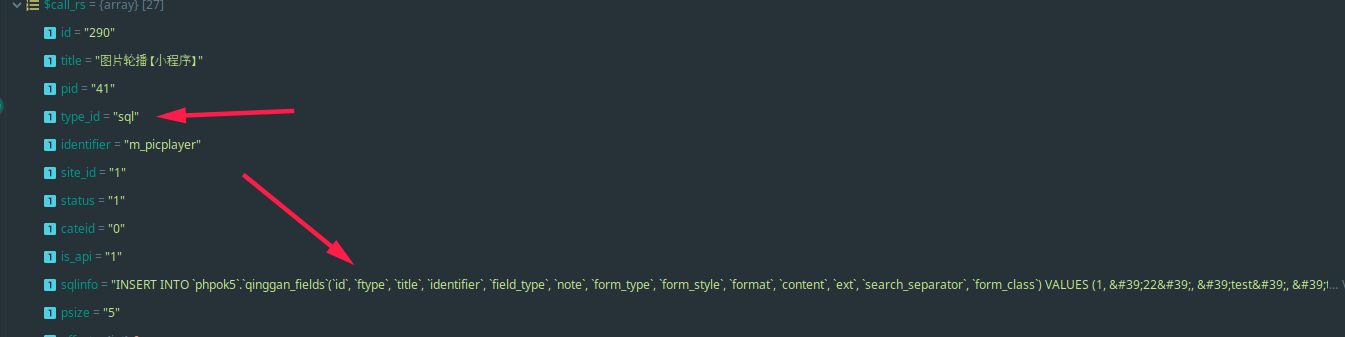 $call_rs = {array} [27]
id = "290"
title = "图片轮播【小程序】"
pid = "41"
type_id = "sql"
identifier = "m_picplayer"
site_id = "1"
status = "1"
cateid = "0"
is_api = "1"
sqlinfo = "INSERT INTO `phpok5`.`qinggan_fields`(`id`, `ftype`, `title`, `identifier`, `field_type`, `note`, `form_type`, `form_style`, `format`, `content`, `ext`, `search_separator`, `form_class`) VALUES (1, &#39;22&#39;, &#39;test&#39;, &#39;t...
psize = "5"